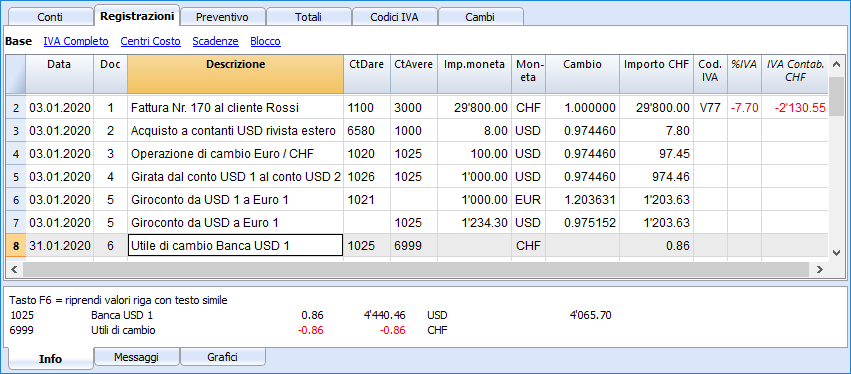 Conti Registrazioni Preventivo Totali Codici IVA Cambi
Base IVA Completo Centri Costo Scadenze Blocco
Data Doc Descrizione CtDare CtAvere Imp.moneta Mon-eta Cambio Importo CHF Cod. IVA %IVA IVA Contab. CHF
2 03.01.2020 1 Fattura Nr. 170 al cliente Rossi 1100 3000 29'800.00 CHF 1.000000 29'800.00 V77 -7.70 -2'130.55
3 03.01.2020 2 Acquisto a contanti USD rivista estero 6580 1000 8.00 USD 0.974460 7.80
4 03.01.2020 3 Operazione di cambio Euro / CHF 1020 1025 100.00 USD 0.974460 97.45
5 03.01.2020 4 Girata dal conto USD 1 al conto USD 2 1026 1025 1'000.00 USD 0.974460 974.46
6 03.01.2020 5 Giroconto da USD 1 a Euro 1 1021 1'000.00 EUR 1.203631 1'203.63
7 03.01.2020 5 Giroconto da USD a Euro 1 1025 1'234.30 USD 0.975152 1'203.63
8 31.01.2020 6 Utile di cambio Banca USD 1 1025 6999 CHF 0.86
Tasto F6 = riprendi valori riga con testo simile
1025 Banca USD 1 0.86 4'440.46 USD 4'065.70
6999 Utili di cambio -0.86 -0.86 CHF
Info Messaggi Grafici